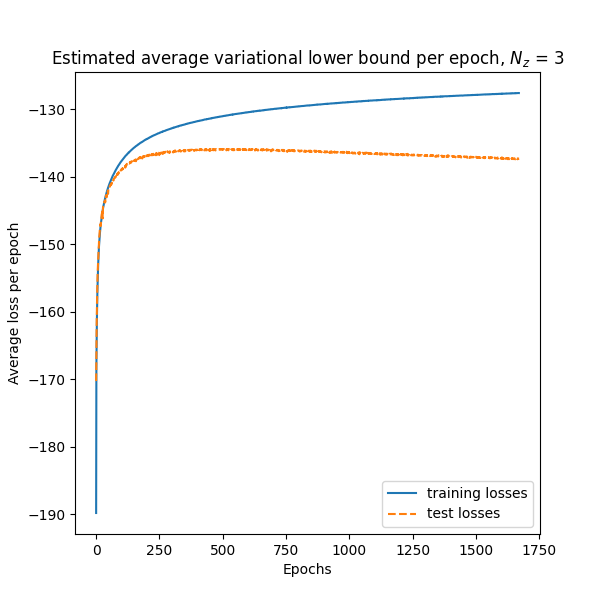 Estimated average variational lower bound per epoch, $N_z$ = 3
Average loss per epoch
−130
−140
−150
−160
−170
−180
−190
0 250 500 750 1000 1250 1500 1750
Epochs
training losses
test losses